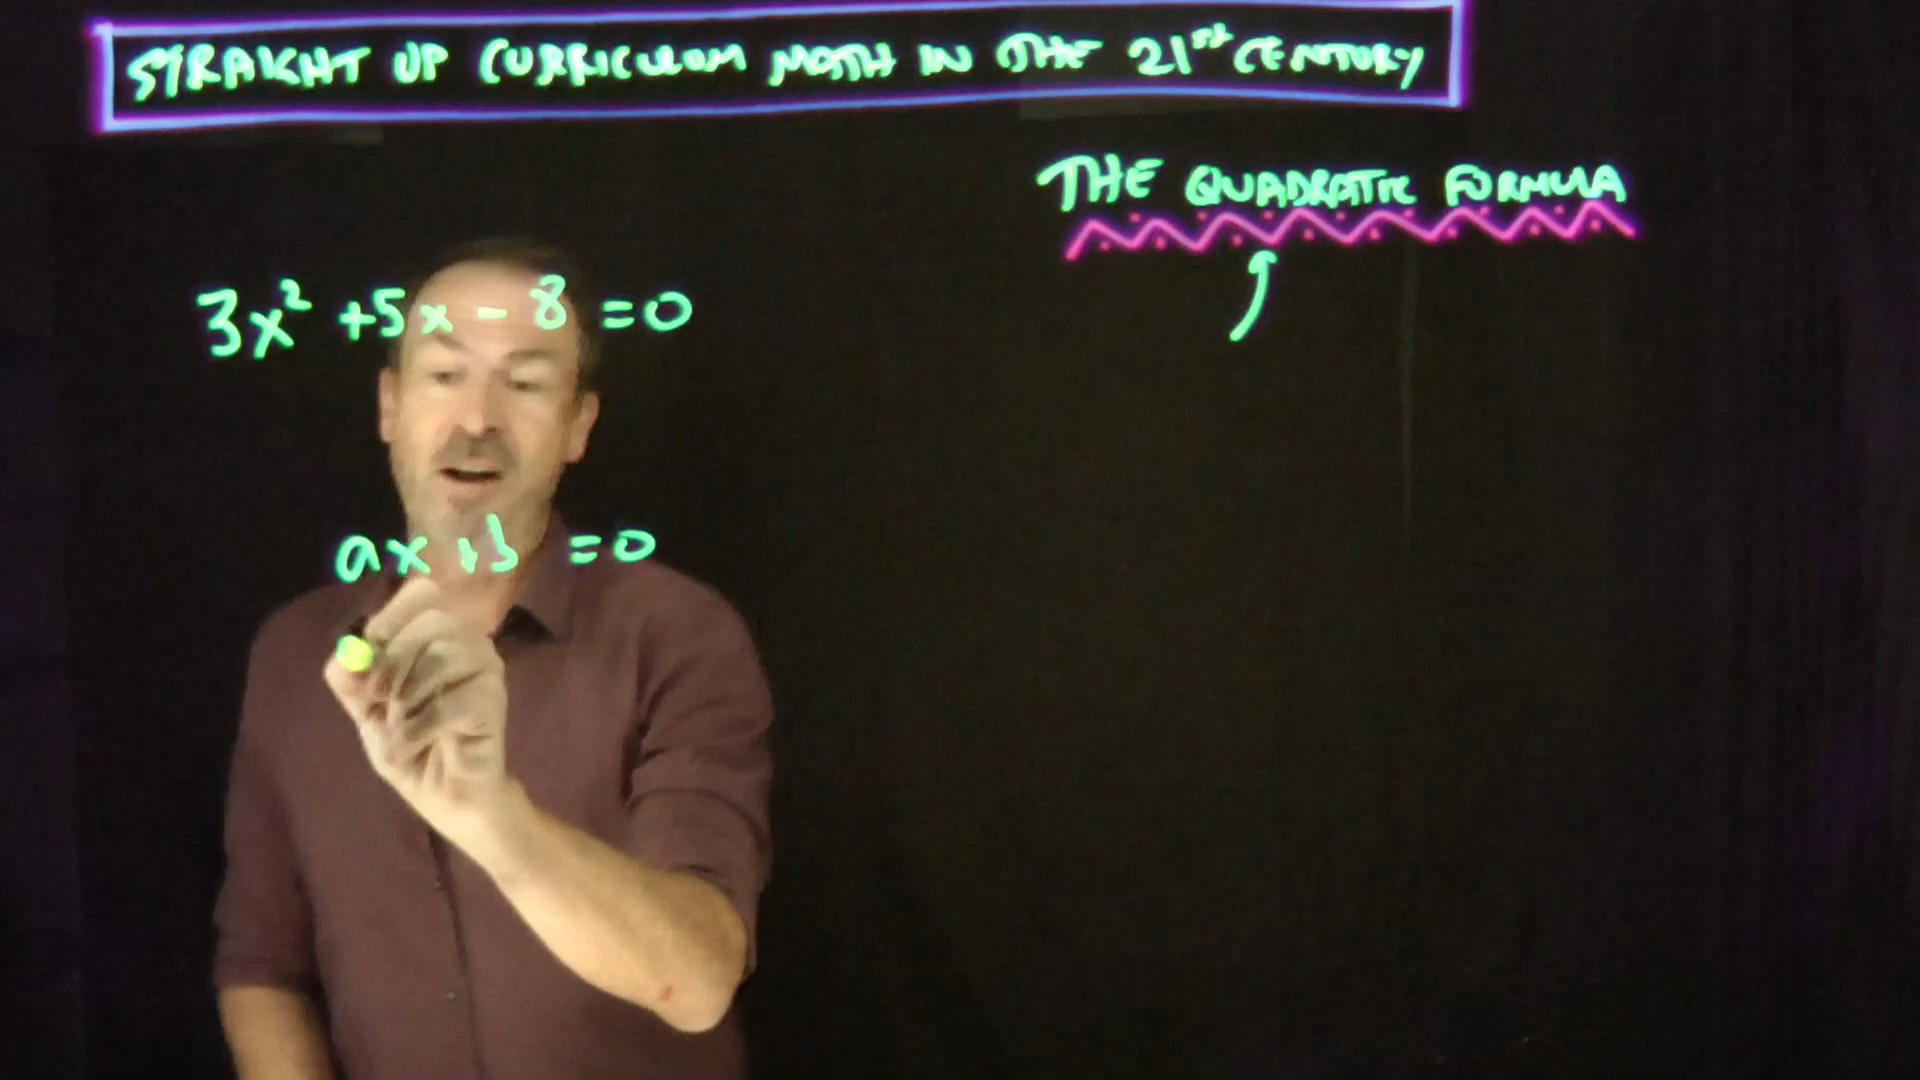 STRAIGHT UP CURRICULUM MATH IN THE 21st CENTURY
THE QUADRATIC FORMULA
3x² +5x - 8 =0
ax +b =0